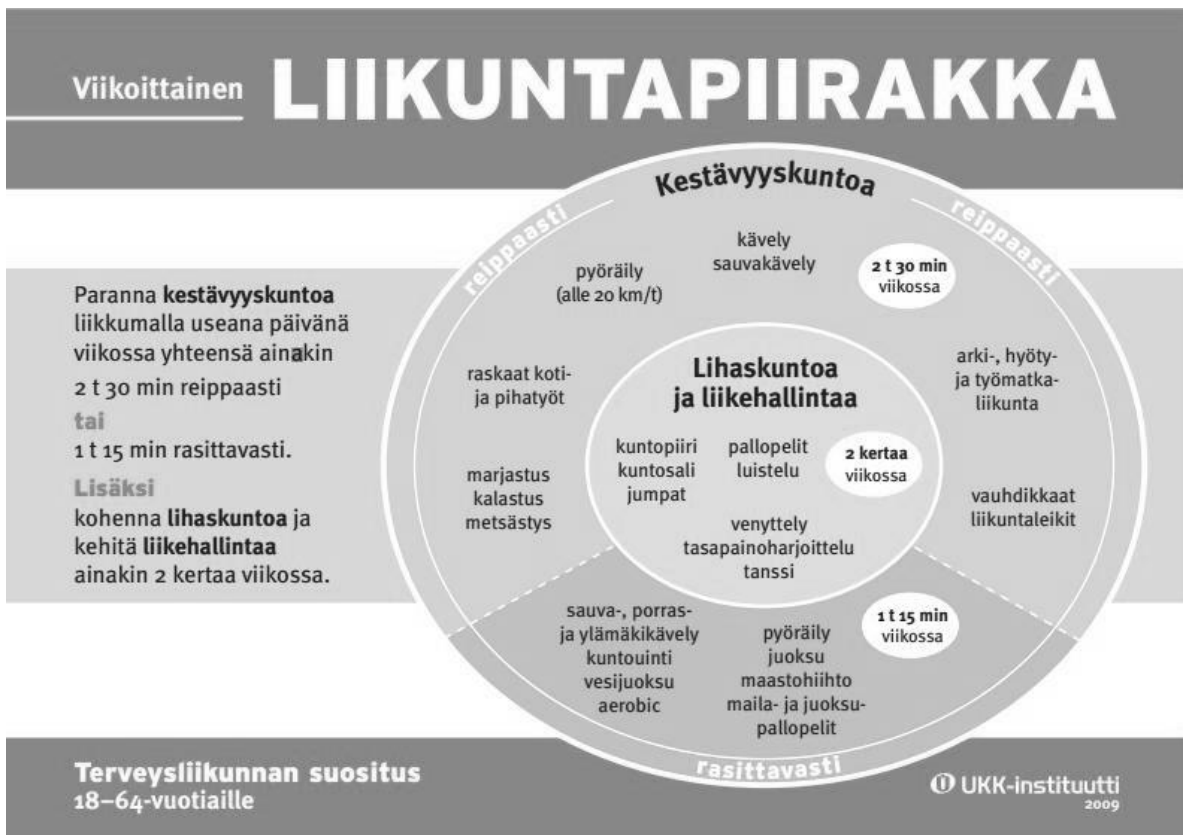 Viikoittainen LIIKUNTAPIIRAKKA
Paranna kestävyyskuntoa
liikkumalla useana päivänä
viikossa yhteensä ainakin
2 t 30 min reippaasti
tai
1 t 15 min rasittavasti.
Lisäksi
kohenna lihaskuntoa ja
kehitä liikehallintaa
ainakin 2 kertaa viikossa.
Kestävyyskuntoa
reippaasti
reippaasti
kävely
sauvakävely
2 t 30 min
viikossa
pyöräily
(alle 20 km/t)
raskaat koti-
ja pihatyöt
marjastus
kalastus
metsästys
arki-, hyöty-
ja työmatka-
liikunta
vauhdikkaat
liikuntaleikit
Lihaskuntoa
ja liikehallintaa
kuntopiiri
kuntosali
jumpat
pallopelit
luistelu
2 kertaa
viikossa
venyttely
tasapainoharjoittelu
tanssi
sauva-, porras-
ja ylämäkikävely
kuntouinti
vesijuoksu
aerobic
pyöräily
juoksu
maastohiihto
maila- ja juoksu-
pallopelit
1 t 15 min
viikossa
rasittavasti
Terveysliikunnan suositus
18–64-vuotiaille
UKK-instituutti
2009